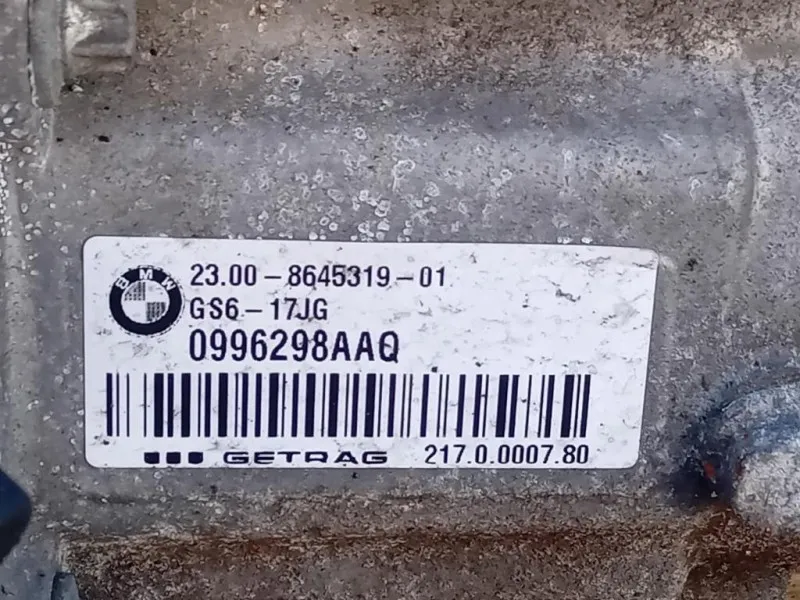 BMW
23.00-8645319-01
GS6-17JG
0996298AAQ
GETRAG 217.0.0007.80